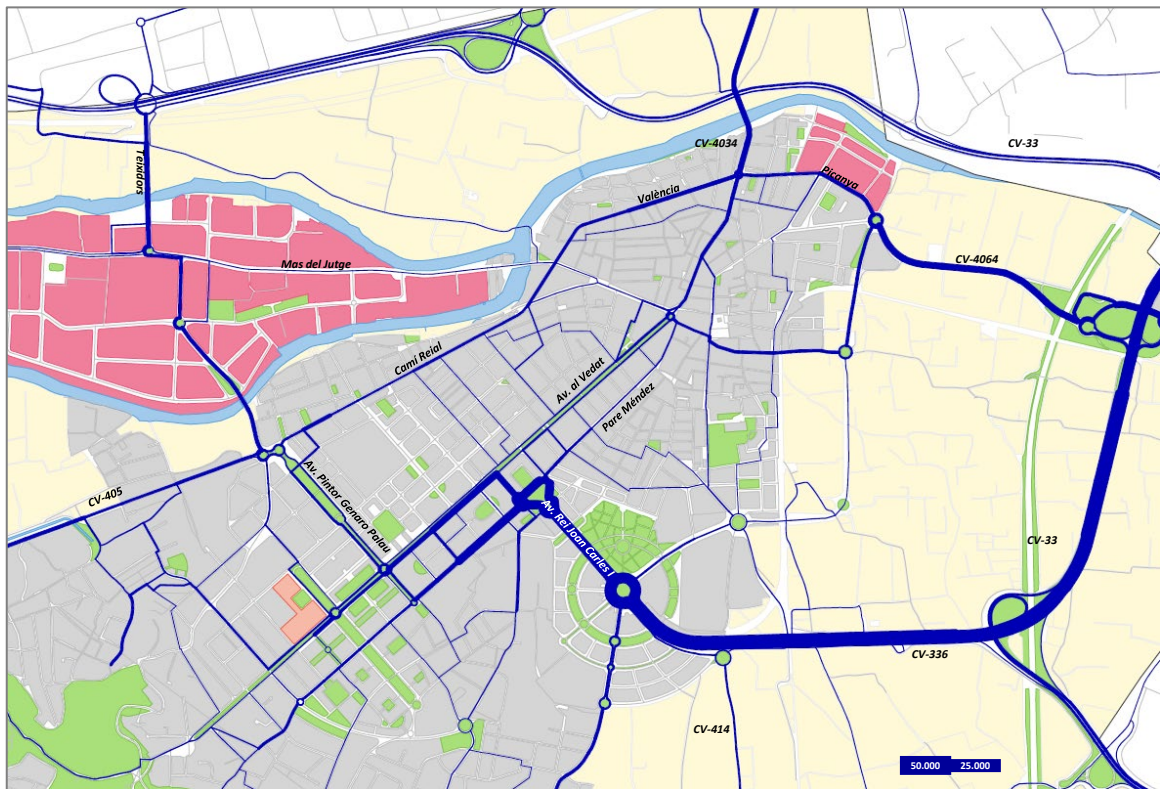 CV-4034
CV-33
Teixidors
València
Picanya
Mas del Jutge
CV-4064
Camí Reial
Av. al Vedat
Pare Méndez
Av. Pintor Genaro Palau
CV-405
Av. Rei Joan Carles I
CV-33
CV-336
CV-414
50.000 25.000